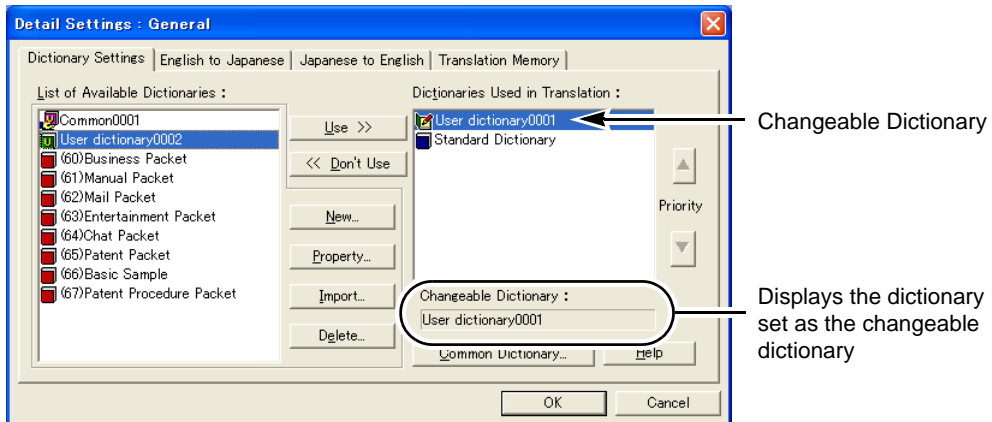 Detail Settings : General
Dictionary Settings English to Japanese Japanese to English Translation Memory
List of Available Dictionaries :
Common0001
User dictionary0002
(60)Business Packet
(61)Manual Packet
(62)Mail Packet
(63)Entertainment Packet
(64)Chat Packet
(65)Patent Packet
(66)Basic Sample
(67)Patent Procedure Packet
Use >>
<< Don't Use
New...
Property...
Import...
Delete...
Dictionaries Used in Translation :
User dictionary0001
Standard Dictionary
Priority
Changeable Dictionary :
User dictionary0001
Common Dictionary...
Help
OK
Cancel
Changeable Dictionary
Displays the dictionary
set as the changeable
dictionary